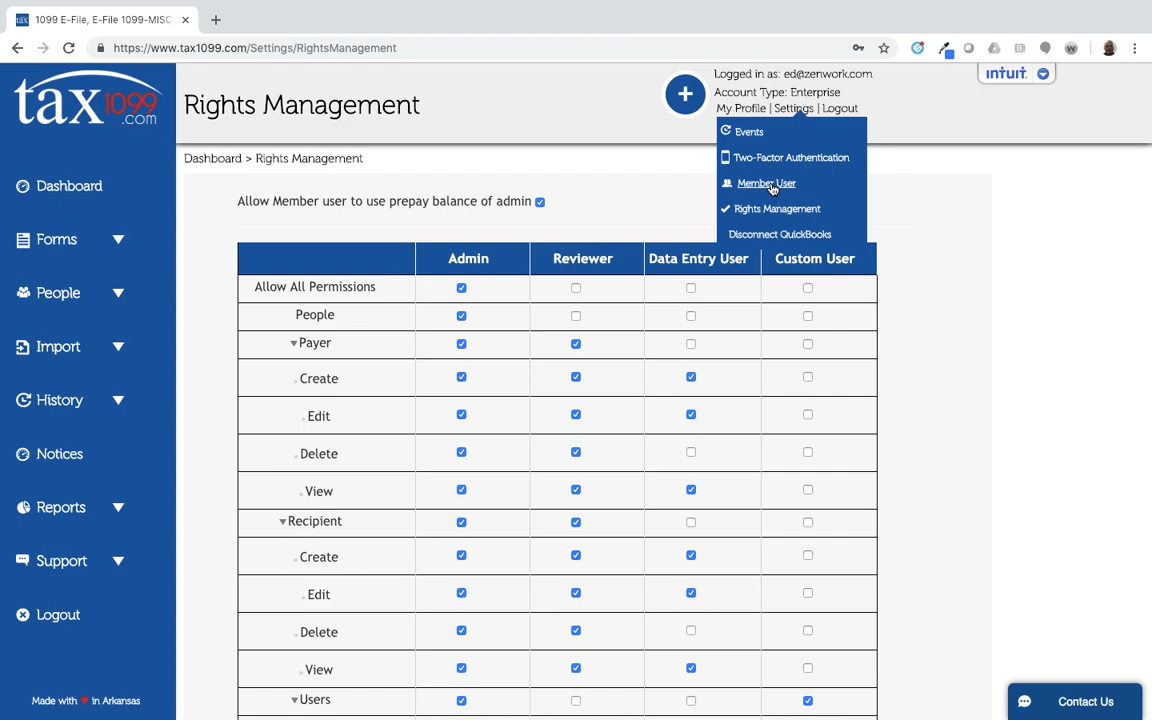 1099 E-File, E-File 1099-MISC,
https://www.tax1099.com/Settings/RightsManagement
tax1099
.com
Rights Management
Logged in as: ed@zenwork.com
Account Type: Enterprise
My Profile | Settings | Logout
intuit
Events
Two-Factor Authentication
Member User
Rights Management
Disconnect QuickBooks
Dashboard > Rights Management
Dashboard
Forms
People
Import
History
Notices
Reports
Support
Logout
Made with in Arkansas
Allow Member user to use prepay balance of admin
Admin Reviewer Data Entry User Custom User
Allow All Permissions
People
Payer
Create
Edit
Delete
View
Recipient
Create
Edit
Delete
View
Users
Contact Us